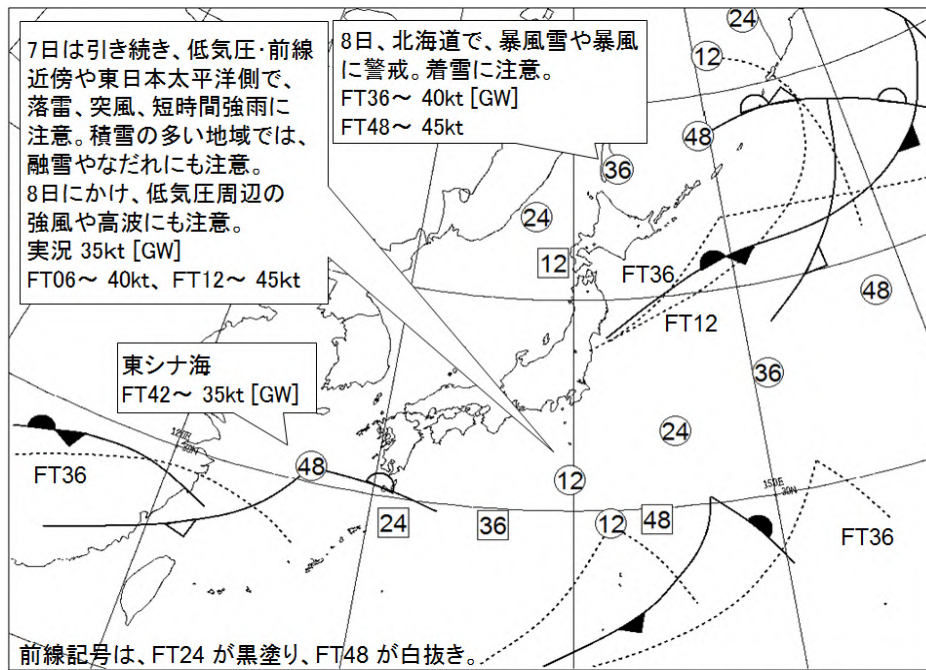 7日は引き続き、低気圧・前線
近傍や東日本太平洋側で、
落雷、突風、短時間強雨に
注意。積雪の多い地域では、
融雪やなだれにも注意。
8日にかけ、低気圧周辺の
強風や高波にも注意。
実況 35kt [GW]
FT06～ 40kt、FT12～ 45kt
8日、北海道で、暴風雪や暴風
に警戒。着雪に注意。
FT36～ 40kt [GW]
FT48～ 45kt
24
12
48
36
24
12
FT36
48
FT12
36
東シナ海
FT42～ 35kt [GW]
24
120E
30N
FT36
48
12
150E
30N
24
36
12
48
FT36
前線記号は、FT24 が黒塗り、FT48 が白抜き。